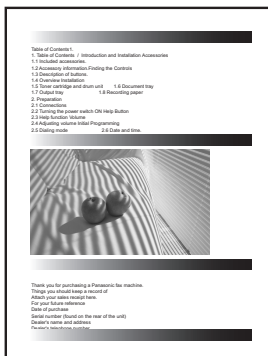 Table of Contents1.
1. Table of Contents / Introduction and Installation Accessories
1.1 Included accessories.
1.2 Accessory information.Finding the Controls
1.3 Description of buttons.
1.4 Overview Installation
1.5 Toner cartridge and drum unit 1.6 Document tray
1.7 Output tray 1.8 Recording paper
2. Preparation
2.1 Connections
2.2 Turning the power switch ON Help Button
2.3 Help function Volume
2.4 Adjusting volume Initial Programming
2.5 Dialing mode 2.6 Date and time.
Thank you for purchasing a Panasonic fax machine.
Things you should keep a record of
Attach your sales receipt here.
For your future reference
Date of purchase
Serial number (found on the rear of the unit)
Dealer's name and address
Dealer's telephone number